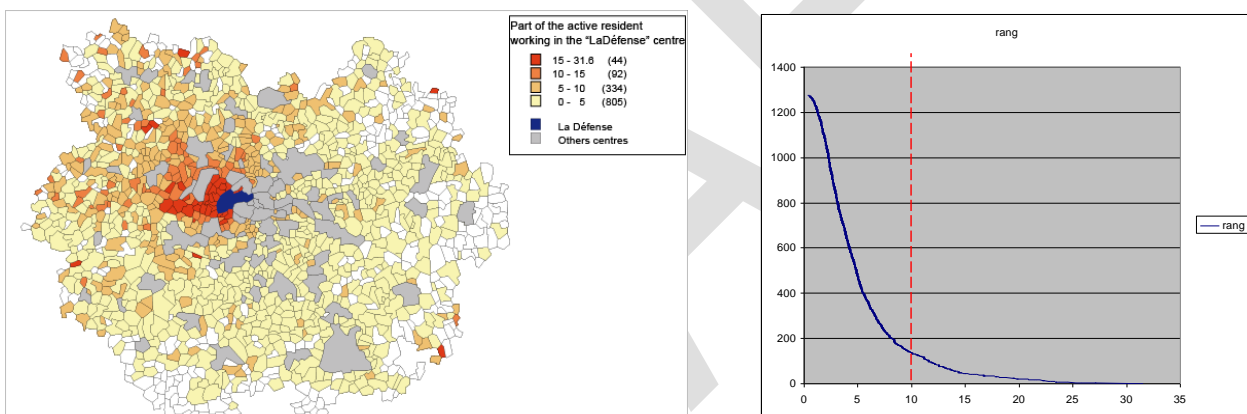 Part of the active resident
working in the "LaDéfense" centre
15 - 31.6 (44)
10 - 15 (92)
5 - 10 (334)
0 - 5 (805)
La Défense
Others centres
rang
1400
1200
1000
800
600
400
200
0
0 5 10 15 20 25 30 35
rang